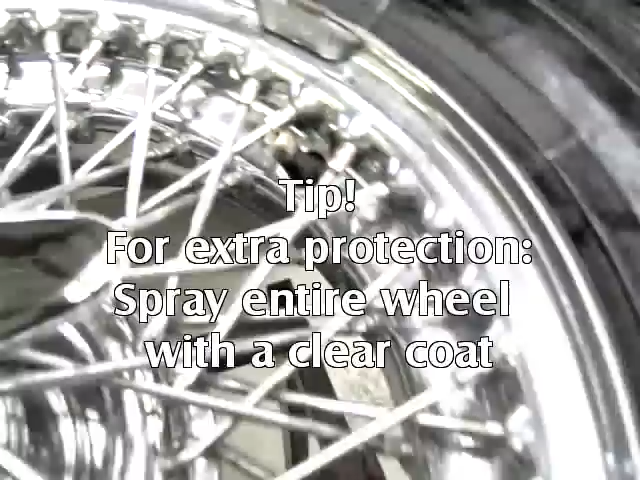 Tip!
For extra protection:
Spray entire wheel
with a clear coat